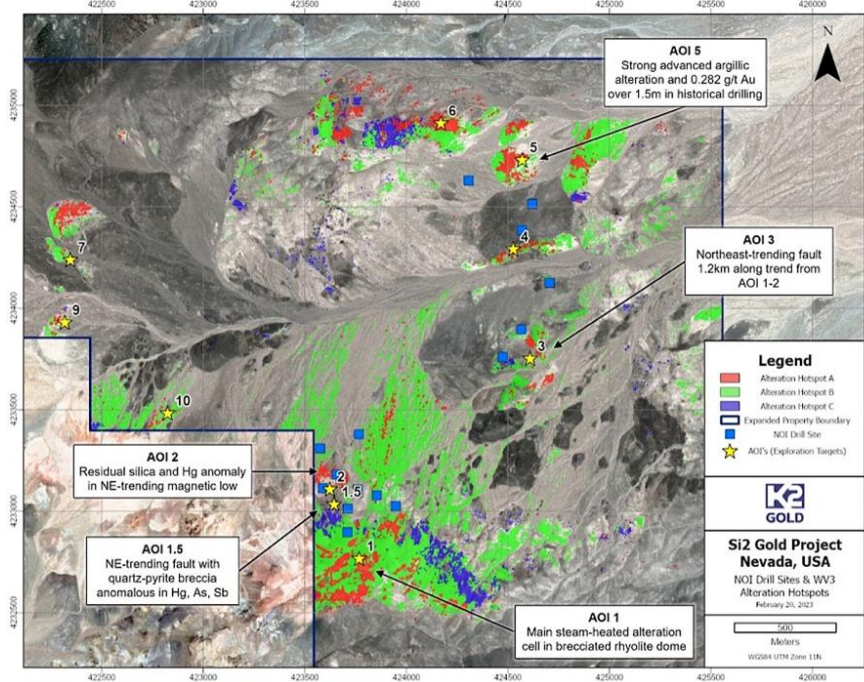 422500
423000
423500
424000
424500
425000
425500
426000
4235000
4234500
4234000
4233500
4233000
4232500
N
AOI 5
Strong advanced argillic
alteration and 0.282 g/t Au
over 1.5m in historical drilling
6
5
4
7
9
AOI 3
Northeast-trending fault
1.2km along trend from
AOI 1-2
3
10
AOI 2
Residual silica and Hg anomaly
in NE-trending magnetic low
2
1.5
AOI 1.5
NE-trending fault with
quartz-pyrite breccia
anomalous in Hg, As, Sb
1
AOI 1
Main steam-heated alteration
cell in brecciated rhyolite dome
Legend
Alteration Hotspot A
Alteration Hotspot B
Alteration Hotspot C
Expanded Property Boundary
NOI Drill Site
AOI's (Exploration Targets)
K2
GOLD
Si2 Gold Project
Nevada, USA
NOI Drill Sites & WV3
Alteration Hotspots
February 20, 2023
500
Meters
WGS84 UTM Zone 11N
422500
423000
423500
424000
424500
425000
425500
426000